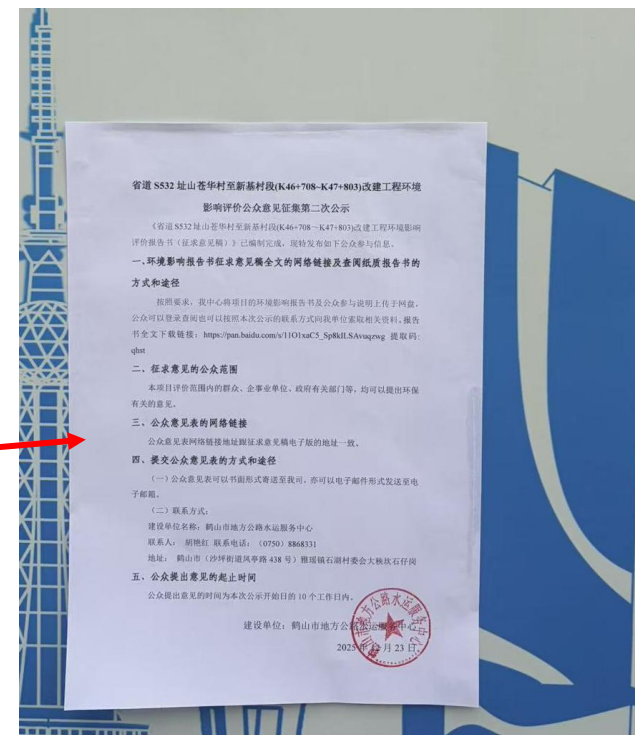 省道 S532 址山苍华村至新基村段(K46+708~K47+803)改建工程环境
影响评价公众意见征集第二次公示
《省道 S532 址山苍华村至新基村段(K46+708~K47+803)改建工程环境影响
评价报告书（征求意见稿）》已编制完成，现特发布如下公众参与信息。
一、环境影响报告书征求意见稿全文的网络链接及查阅纸质报告书的
方式和途径
按照要求，我中心将项目的环境影响报告书及公众参与说明上传于网盘，
公众可以登录查阅也可以按照本次公示的联系方式向我单位索取相关资料。报告
书全文下载链接：https://pan.baidu.com/s/11O1xaC5_Sp8kILSAvuqzwg 提取码：
qhst
二、征求意见的公众范围
本项目评价范围内的群众、企事业单位、政府有关部门等，均可以提出环保
有关的意见。
三、公众意见表的网络链接
公众意见表网络链接地址跟征求意见稿电子版的地址一致。
四、提交公众意见表的方式和途径
（一）公众意见表可以书面形式寄送至我司，亦可以电子邮件形式发送至电
子邮箱。
（二）联系方式：
建设单位名称：鹤山市地方公路水运服务中心
联系人： 胡艳红 联系电话：（0750）8868331
地址： 鹤山市（沙坪街道凤亭路 438 号）雅瑶镇石湖村委会大秧坎石仔岗
五、公众提出意见的起止时间
公众提出意见的时间为本次公示开始日的 10 个工作日内。
建设单位：鹤山市地方公路水运服务中心
2025 年 12 月 23 日